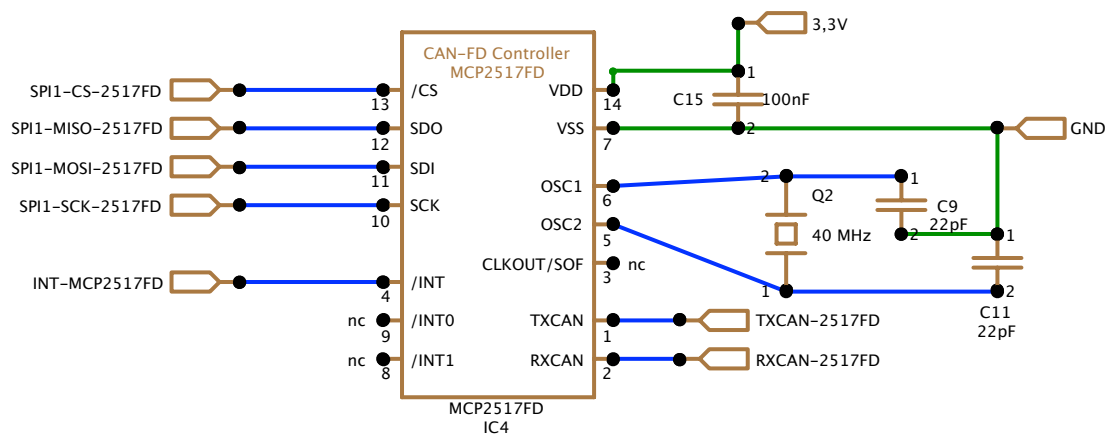 3,3V
CAN-FD Controller
MCP2517FD
SPI1-CS-2517FD
13
/CS
VDD
14
C15
1
100nF
2
SPI1-MISO-2517FD
12
SDO
VSS
7
GND
SPI1-MOSI-2517FD
11
SDI
OSC1
6
2
Q2
1
C9
22pF
2
SPI1-SCK-2517FD
10
SCK
OSC2
5
40 MHz
1
CLKOUT/SOF
3
nc
INT-MCP2517FD
4
/INT
1
2
C11
22pF
nc
9
/INT0
TXCAN
1
TXCAN-2517FD
nc
8
/INT1
RXCAN
2
RXCAN-2517FD
MCP2517FD
IC4